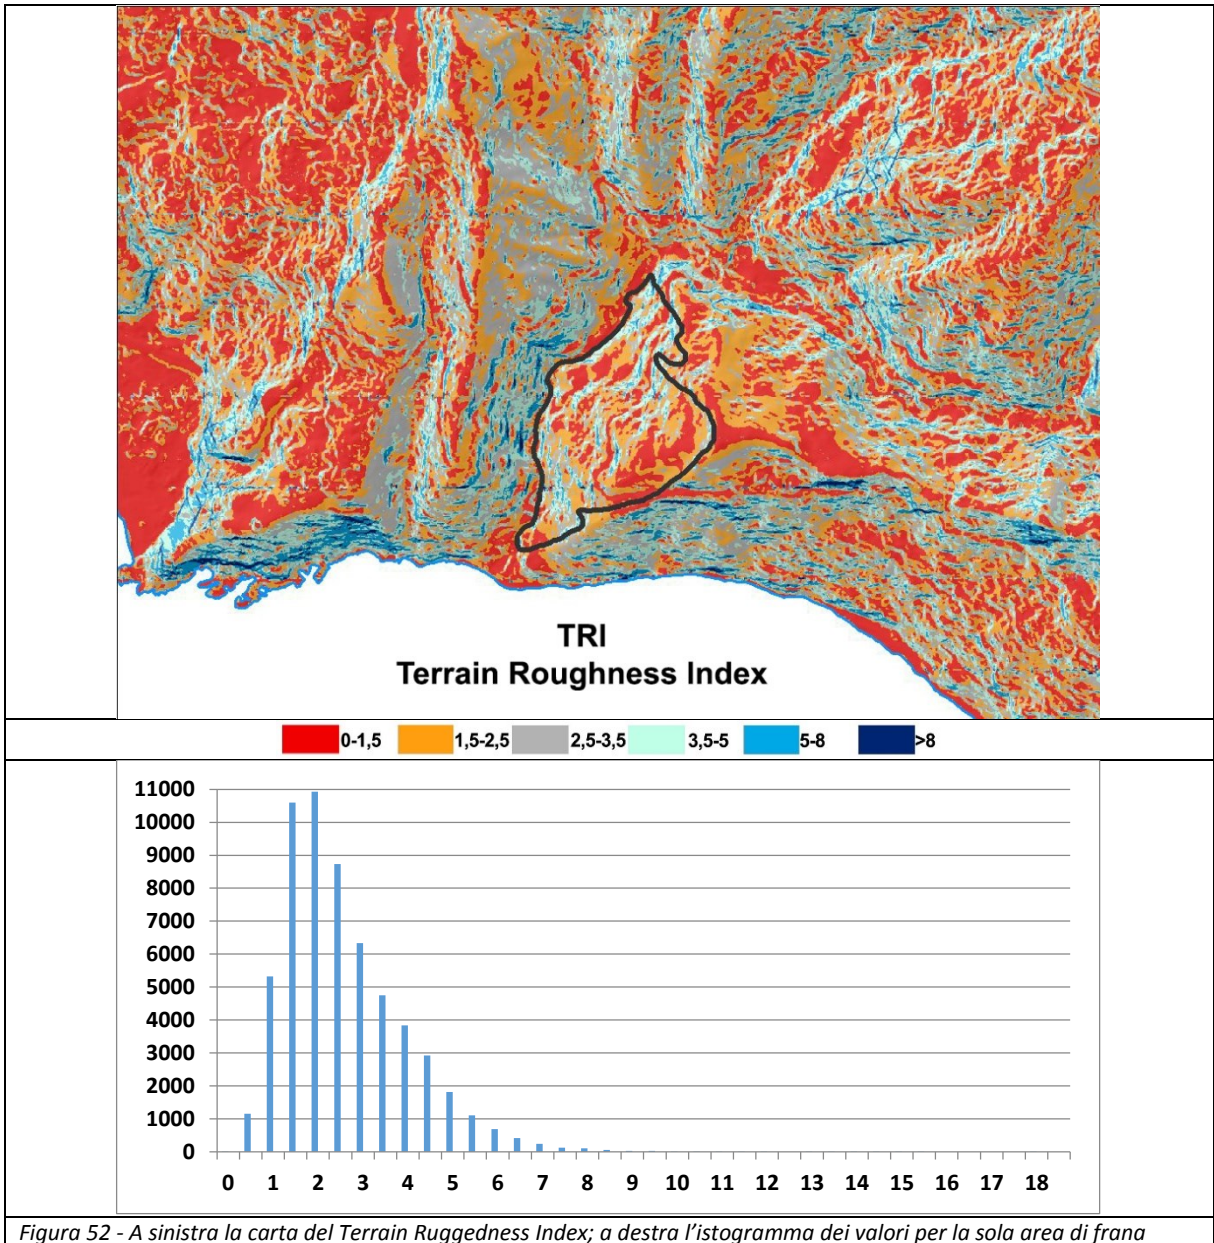 TRI
Terrain Roughness Index
0-1,5 1,5-2,5 2,5-3,5 3,5-5 5-8 >8
11000
10000
9000
8000
7000
6000
5000
4000
3000
2000
1000
0
0 1 2 3 4 5 6 7 8 9 10 11 12 13 14 15 16 17 18
Figura 52 - A sinistra la carta del Terrain Ruggedness Index; a destra l’istogramma dei valori per la sola area di frana